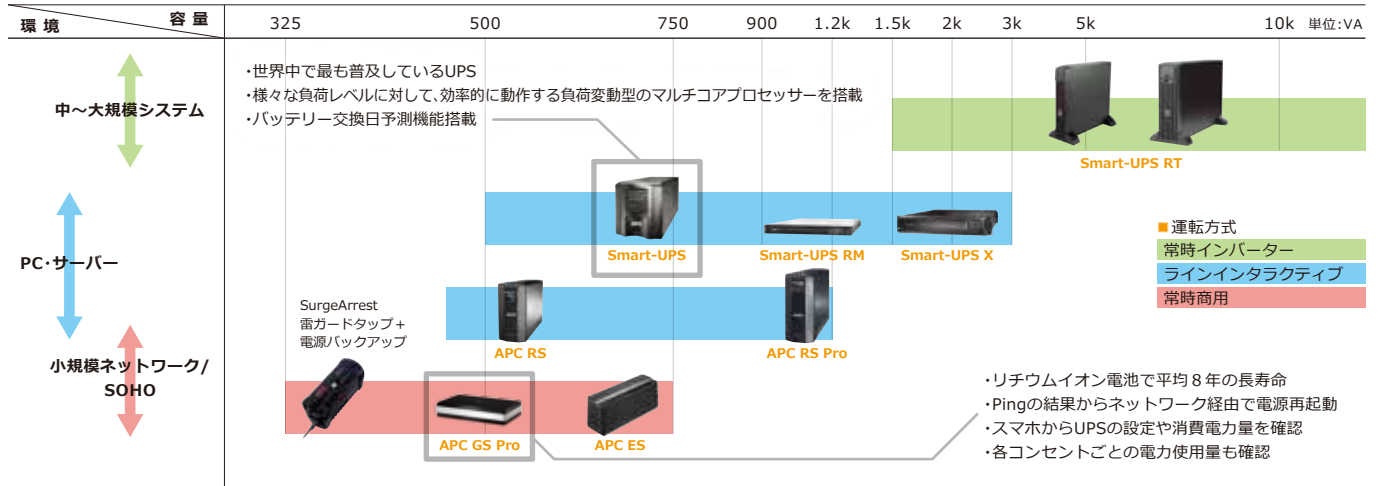 容 量
環 境
325 500 750 900 1.2k 1.5k 2k 3k 5k 10k 単位:VA
・世界中で最も普及しているUPS
・様々な負荷レベルに対して、効率的に動作する負荷変動型のマルチコアプロセッサーを搭載
・バッテリー交換日予測機能搭載
中～大規模システム
Smart-UPS RT
PC・サーバー
Smart-UPS
Smart-UPS RM
Smart-UPS X
■運転方式
常時インバーター
ラインインタラクティブ
常時商用
SurgeArrest
雷ガードタップ＋
電源バックアップ
APC RS
APC RS Pro
小規模ネットワーク/
SOHO
APC GS Pro
APC ES
・リチウムイオン電池で平均８年の長寿命
・Pingの結果からネットワーク経由で電源再起動
・スマホからUPSの設定や消費電力量を確認
・各コンセントごとの電力使用量も確認